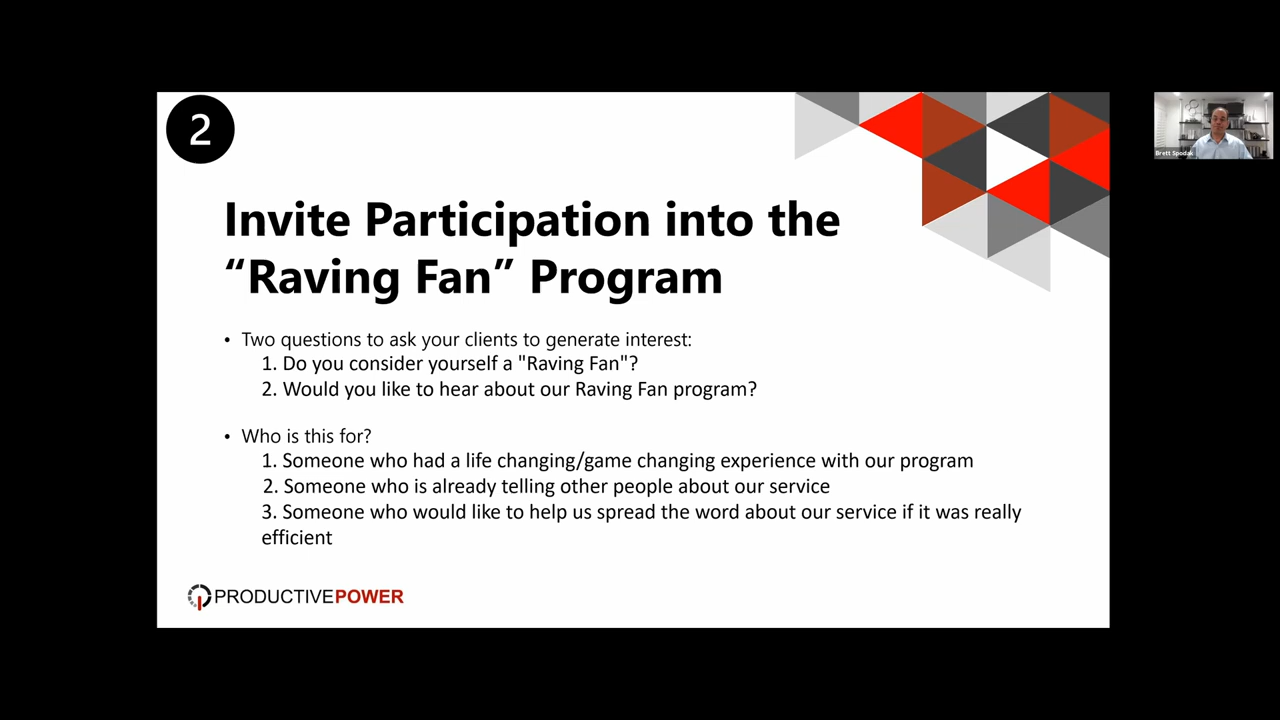 2
Invite Participation into the
“Raving Fan” Program
• Two questions to ask your clients to generate interest:
1. Do you consider yourself a "Raving Fan"?
2. Would you like to hear about our Raving Fan program?
• Who is this for?
1. Someone who had a life changing/game changing experience with our program
2. Someone who is already telling other people about our service
3. Someone who would like to help us spread the word about our service if it was really
efficient
PRODUCTIVEPOWER
Brett Spodak